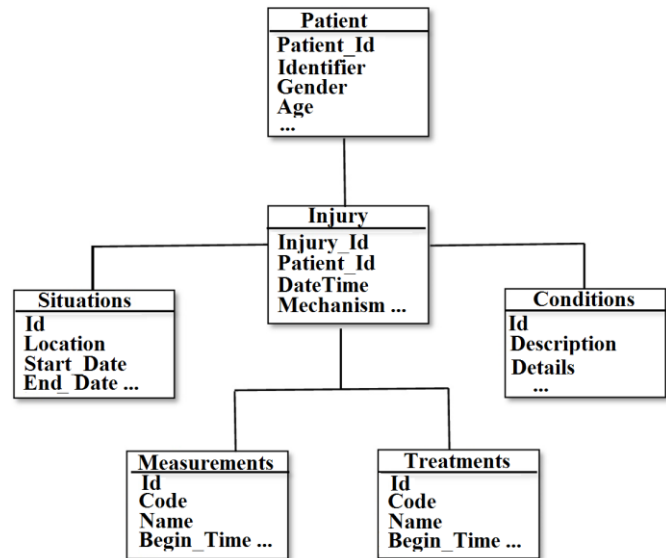 Patient
Patient_Id
Identifier
Gender
Age
...
Injury
Injury_Id
Patient_Id
DateTime
Mechanism ...
Situations
Id
Location
Start_Date
End_Date ...
Conditions
Id
Description
Details
...
Measurements
Id
Code
Name
Begin_Time ...
Treatments
Id
Code
Name
Begin_Time ...